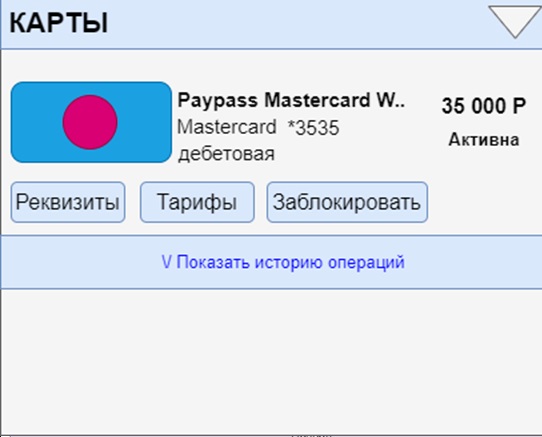 КАРТЫ
Paypass Mastercard W..
35 000 Р
Mastercard *3535
Активна
дебетовая
Реквизиты
Тарифы
Заблокировать
\/ Показать историю операций